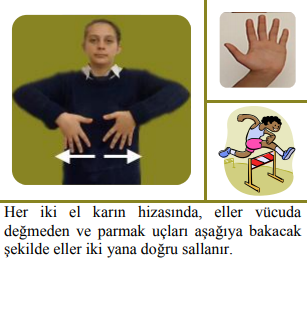 Her iki el karın hizasında, eller vücuda
değmeden ve parmak uçları aşağıya bakacak
şekilde eller iki yana doğru sallanır.